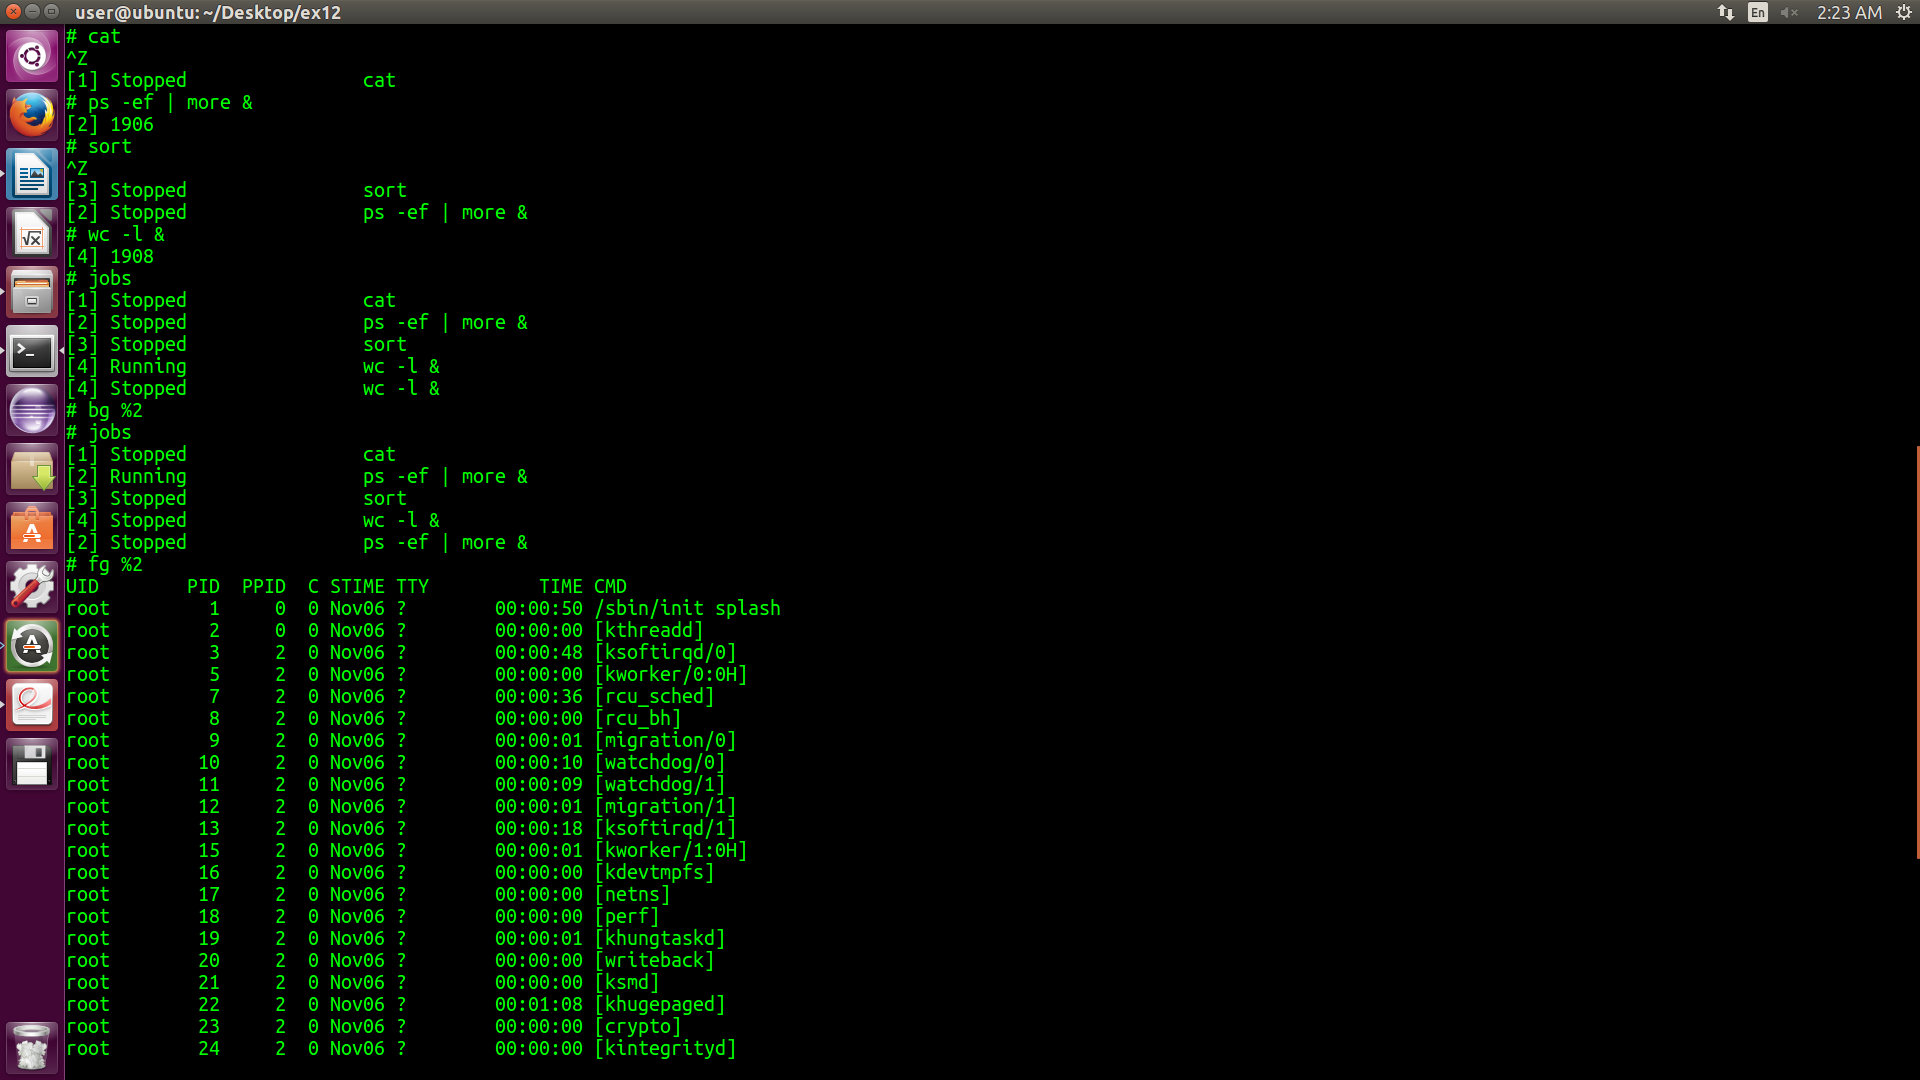 user@ubuntu: ~/Desktop/ex12
En
2:23 AM
# cat
^Z
[1] Stopped                cat
# ps -ef | more &
[2] 1906
# sort
^Z
[3] Stopped                sort
[2] Stopped                ps -ef | more &
# wc -l &
[4] 1908
# jobs
[1] Stopped                cat
[2] Stopped                ps -ef | more &
[3] Stopped                sort
[4] Running                wc -l &
[4] Stopped                wc -l &
# bg %2
# jobs
[1] Stopped                cat
[2] Running                ps -ef | more &
[3] Stopped                sort
[4] Stopped                wc -l &
[2] Stopped                ps -ef | more &
# fg %2
UID        PID  PPID  C STIME TTY          TIME CMD
root         1     0  0 Nov06 ?        00:00:50 /sbin/init splash
root         2     0  0 Nov06 ?        00:00:00 [kthreadd]
root         3     2  0 Nov06 ?        00:00:48 [ksoftirqd/0]
root         5     2  0 Nov06 ?        00:00:00 [kworker/0:0H]
root         7     2  0 Nov06 ?        00:00:36 [rcu_sched]
root         8     2  0 Nov06 ?        00:00:00 [rcu_bh]
root         9     2  0 Nov06 ?        00:00:01 [migration/0]
root        10     2  0 Nov06 ?        00:00:10 [watchdog/0]
root        11     2  0 Nov06 ?        00:00:09 [watchdog/1]
root        12     2  0 Nov06 ?        00:00:01 [migration/1]
root        13     2  0 Nov06 ?        00:00:18 [ksoftirqd/1]
root        15     2  0 Nov06 ?        00:00:01 [kworker/1:0H]
root        16     2  0 Nov06 ?        00:00:00 [kdevtmpfs]
root        17     2  0 Nov06 ?        00:00:00 [netns]
root        18     2  0 Nov06 ?        00:00:00 [perf]
root        19     2  0 Nov06 ?        00:00:01 [khungtaskd]
root        20     2  0 Nov06 ?        00:00:00 [writeback]
root        21     2  0 Nov06 ?        00:00:00 [ksmd]
root        22     2  0 Nov06 ?        00:01:08 [khugepaged]
root        23     2  0 Nov06 ?        00:00:00 [crypto]
root        24     2  0 Nov06 ?        00:00:00 [kintegrityd]